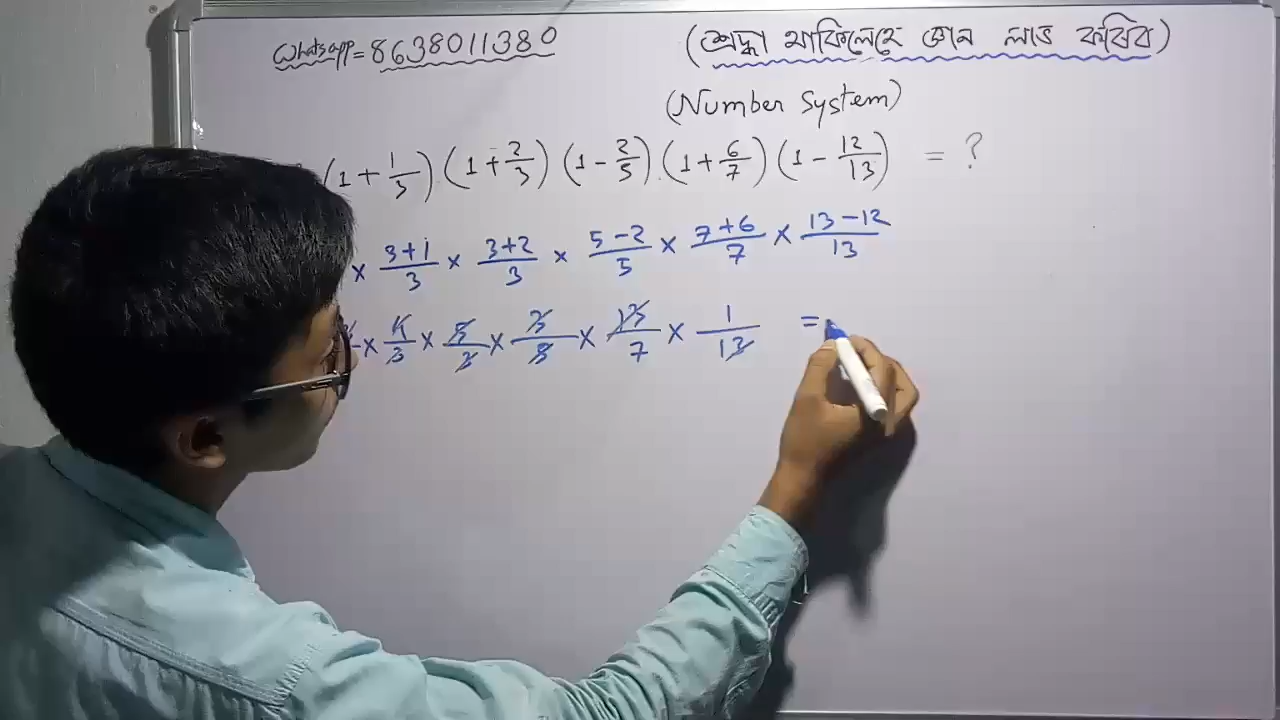 Whatsapp = 8638011380
(শ্ৰদ্ধা থাকিলেহে জ্ঞান লাভ কৰিব)
(Number System)
(1 + 1/3) (1 + 2/3) (1 - 2/5) (1 + 6/7) (1 - 12/13) = ?
× 3+1/3 × 3+2/3 × 5-2/5 × 7+6/7 × 13-12/13
× 4/3 × 5/3 × 3/5 × 13/7 × 1/13 =